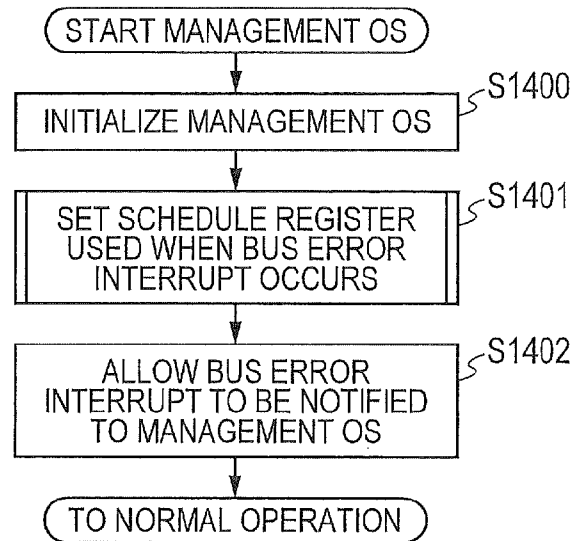 START MANAGEMENT OS
S1400
INITIALIZE MANAGEMENT OS
S1401
SET SCHEDULE REGISTER
USED WHEN BUS ERROR
INTERRUPT OCCURS
S1402
ALLOW BUS ERROR
INTERRUPT TO BE NOTIFIED
TO MANAGEMENT OS
TO NORMAL OPERATION